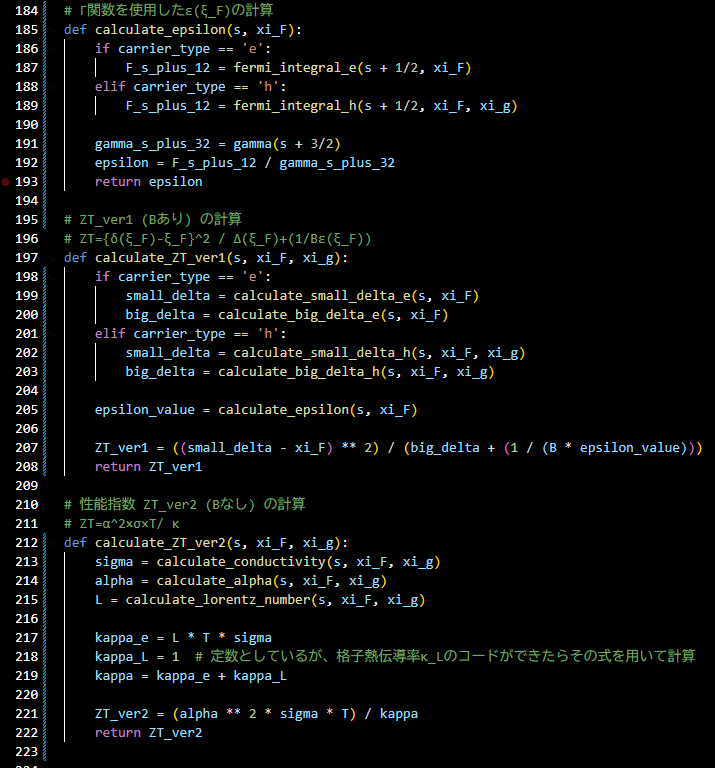 184 # Γ関数を使用したε(ξ_F)の計算
185 def calculate_epsilon(s, xi_F):
186     if carrier_type == 'e':
187         F_s_plus_12 = fermi_integral_e(s + 1/2, xi_F)
188     elif carrier_type == 'h':
189         F_s_plus_12 = fermi_integral_h(s + 1/2, xi_F, xi_g)
190
191     gamma_s_plus_32 = gamma(s + 3/2)
192     epsilon = F_s_plus_12 / gamma_s_plus_32
193     return epsilon
194
195 # ZT_ver1 (Bあり) の計算
196 # ZT={δ(ξ_F)-ξ_F}^2 / Δ(ξ_F)+(1/Bε(ξ_F))
197 def calculate_ZT_ver1(s, xi_F, xi_g):
198     if carrier_type == 'e':
199         small_delta = calculate_small_delta_e(s, xi_F)
200         big_delta = calculate_big_delta_e(s, xi_F)
201     elif carrier_type == 'h':
202         small_delta = calculate_small_delta_h(s, xi_F, xi_g)
203         big_delta = calculate_big_delta_h(s, xi_F, xi_g)
204
205     epsilon_value = calculate_epsilon(s, xi_F)
206
207     ZT_ver1 = ((small_delta - xi_F) ** 2) / (big_delta + (1 / (B * epsilon_value)))
208     return ZT_ver1
209
210 # 性能指数 ZT_ver2 (Bなし) の計算
211 # ZT=α^2×σ×T/ κ
212 def calculate_ZT_ver2(s, xi_F, xi_g):
213     sigma = calculate_conductivity(s, xi_F, xi_g)
214     alpha = calculate_alpha(s, xi_F, xi_g)
215     L = calculate_lorentz_number(s, xi_F, xi_g)
216
217     kappa_e = L * T * sigma
218     kappa_L = 1  # 定数としているが、格子熱伝導率κ_Lのコードができたらその式を用いて計算
219     kappa = kappa_e + kappa_L
220
221     ZT_ver2 = (alpha ** 2 * sigma * T) / kappa
222     return ZT_ver2
223